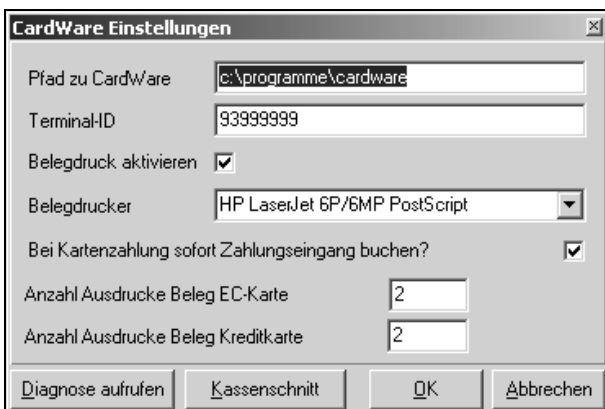 CardWare Einstellungen
Pfad zu CardWare c:\programme\cardware
Terminal-ID 93999999
Belegdruck aktivieren
Belegdrucker HP LaserJet 6P/6MP PostScript
Bei Kartenzahlung sofort Zahlungseingang buchen?
Anzahl Ausdrucke Beleg EC-Karte 2
Anzahl Ausdrucke Beleg Kreditkarte 2
Diagnose aufrufen Kassenschnitt OK Abbrechen